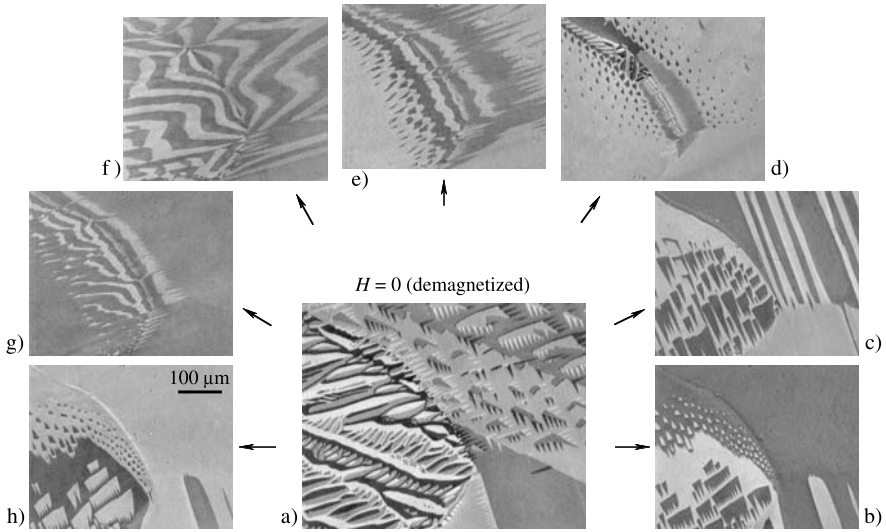 f )
e)
d)
g)
H = 0 (demagnetized)
c)
100 µm
h)
a)
b)